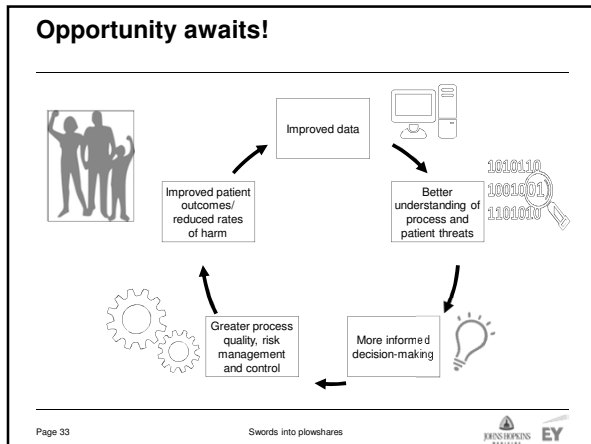 Opportunity awaits!
Improved data
1010110
1001001
1101010
Better
understanding of
process and
patient threats
More informed
decision-making
Greater process
quality, risk
management
and control
Improved patient
outcomes/
reduced rates
of harm
Page 33
Swords into plowshares
JOHNS HOPKINS
MEDICINE
EY